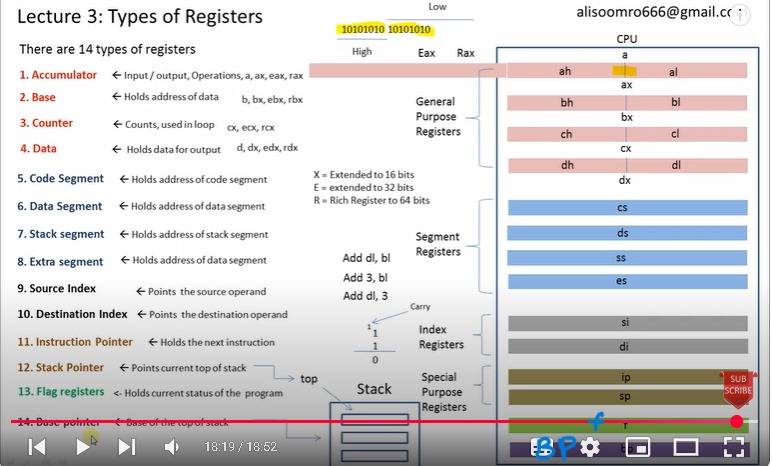 Lecture 3: Types of Registers
Low
alisoomro666@gmail.co
10101010 10101010
High
Eax
Rax
CPU
There are 14 types of registers
1. Accumulator ← Input / output, Operations, a, ax, eax, rax
2. Base ← Holds address of data b, bx, ebx, rbx
3. Counter ← Counts, used in loop cx, ecx, rcx
4. Data ← Holds data for output d, dx, edx, rdx
5. Code Segment ← Holds address of code segment
6. Data Segment ← Holds address of data segment
7. Stack segment ← Holds address of stack segment
8. Extra segment ← Holds address of data segment
9. Source Index ← Points the source operand
10. Destination Index ← Points the destination operand
11. Instruction Pointer ← Holds the next instruction
12. Stack Pointer ← Points current top of stack
13. Flag registers <- Holds current status of the program
14. Base pointer ← Base of the top of stack
X = Extended to 16 bits
E = extended to 32 bits
R = Rich Register to 64 bits
Add dl, bl
Add 3, bl
Add dl, 3
Carry
1
1
1
0
top
Stack
General
Purpose
Registers
Segment
Registers
Index
Registers
Special
Purpose
Registers
a
ah al
ax
bh bl
bx
ch cl
cx
dh dl
dx
cs
ds
ss
es
si
di
ip
sp
f
bp
SUB
SCRIBE
BP
18:19 / 18:52